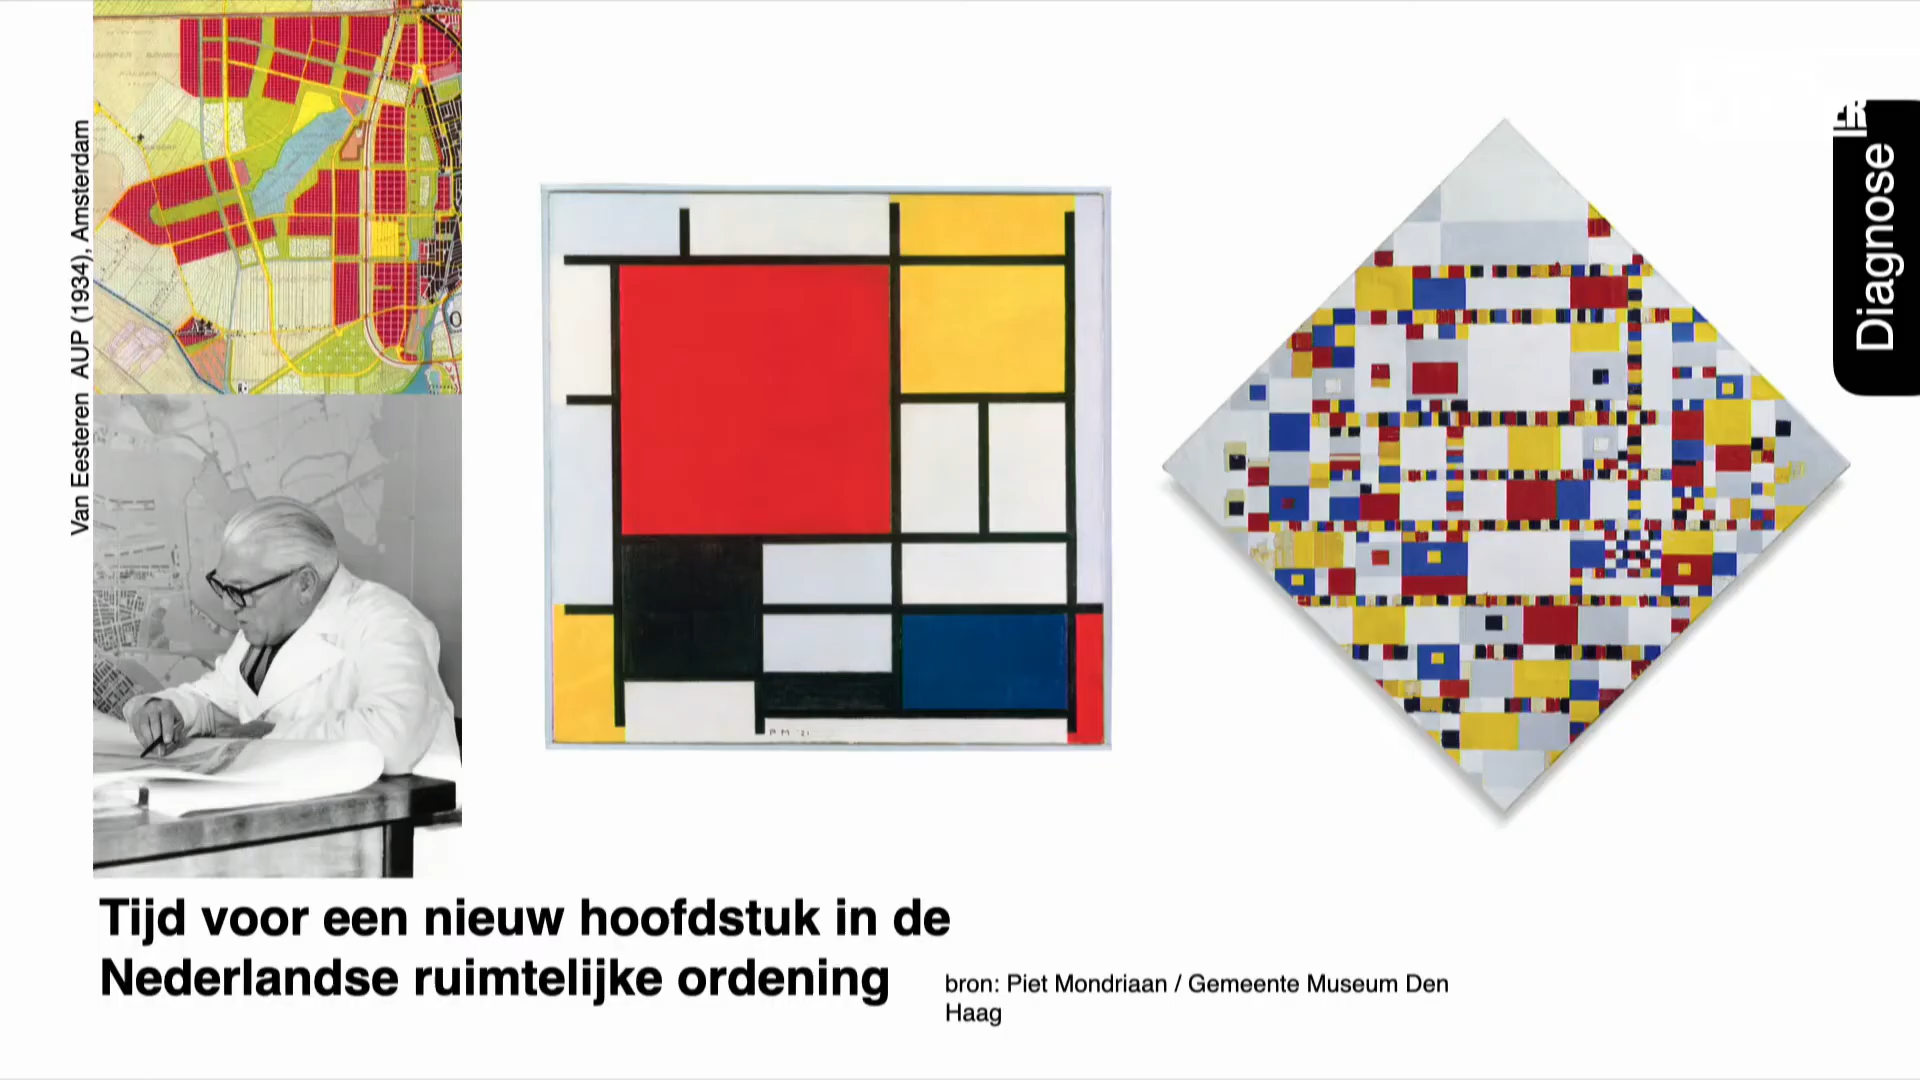 Van Eesteren AUP (1934), Amsterdam
Diagnose
P M 21
Tijd voor een nieuw hoofdstuk in de
Nederlandse ruimtelijke ordening
bron: Piet Mondriaan / Gemeente Museum Den
Haag